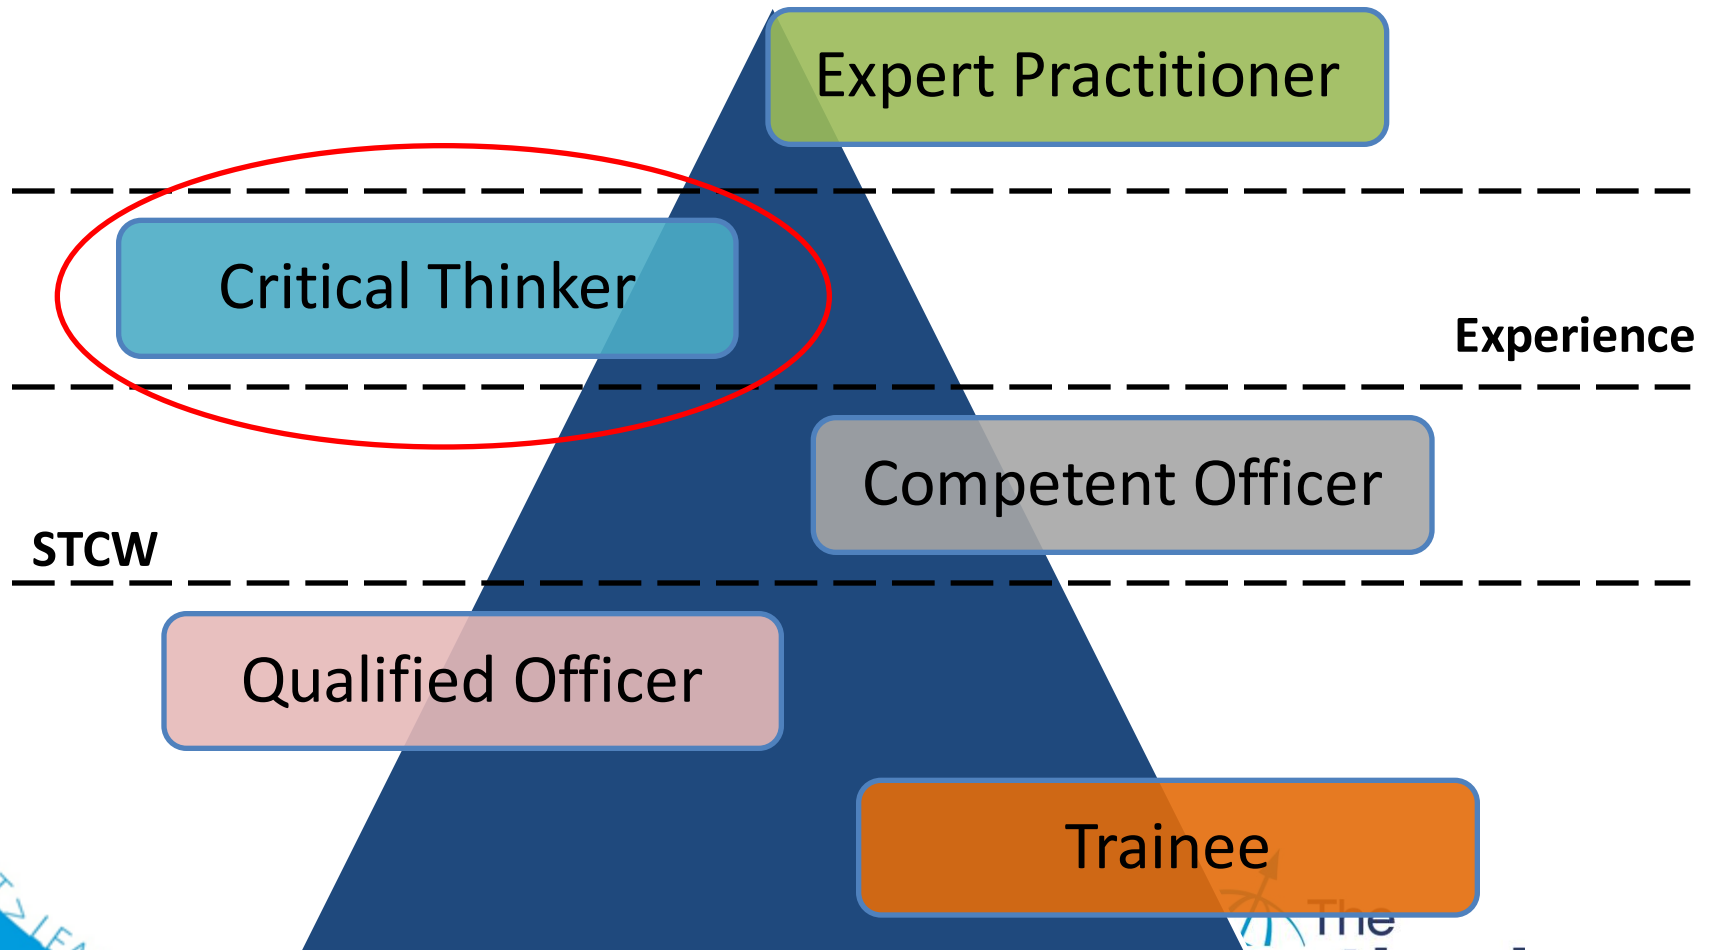 Expert Practitioner
Critical Thinker
Experience
Competent Officer
STCW
Qualified Officer
Trainee
The